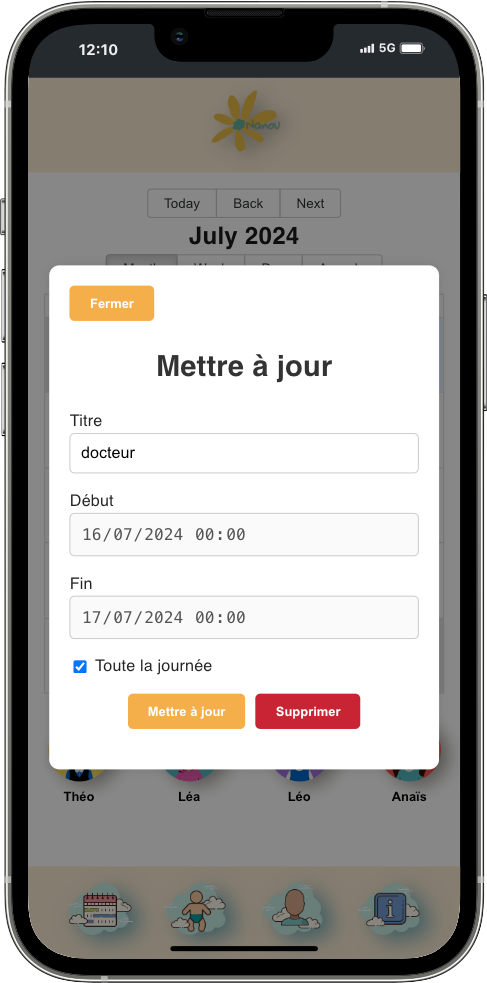 12:10
5G
Nanou
Today Back Next
July 2024
Fermer
Mettre à jour
Titre
docteur
Début
16/07/2024 00:00
Fin
17/07/2024 00:00
Toute la journée
Mettre à jour Supprimer
Théo Léa Léo Anaïs